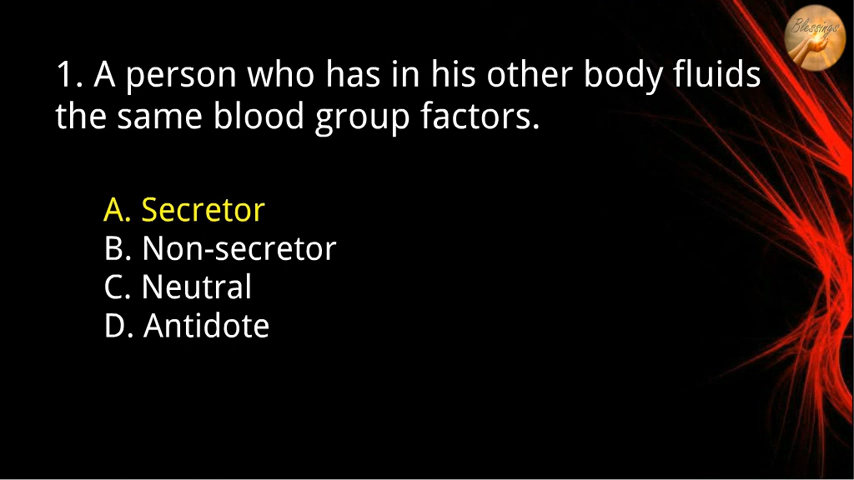 Blessings
1. A person who has in his other body fluids
the same blood group factors.
A. Secretor
B. Non-secretor
C. Neutral
D. Antidote